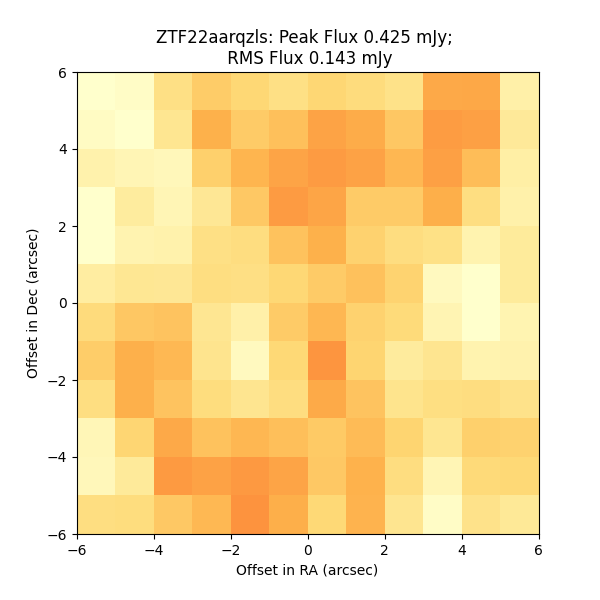 ZTF22aarqzls: Peak Flux 0.425 mJy;
RMS Flux 0.143 mJy
6
4
2
0
−2
−4
−6
Offset in Dec (arcsec)
−6 −4 −2 0 2 4 6
Offset in RA (arcsec)